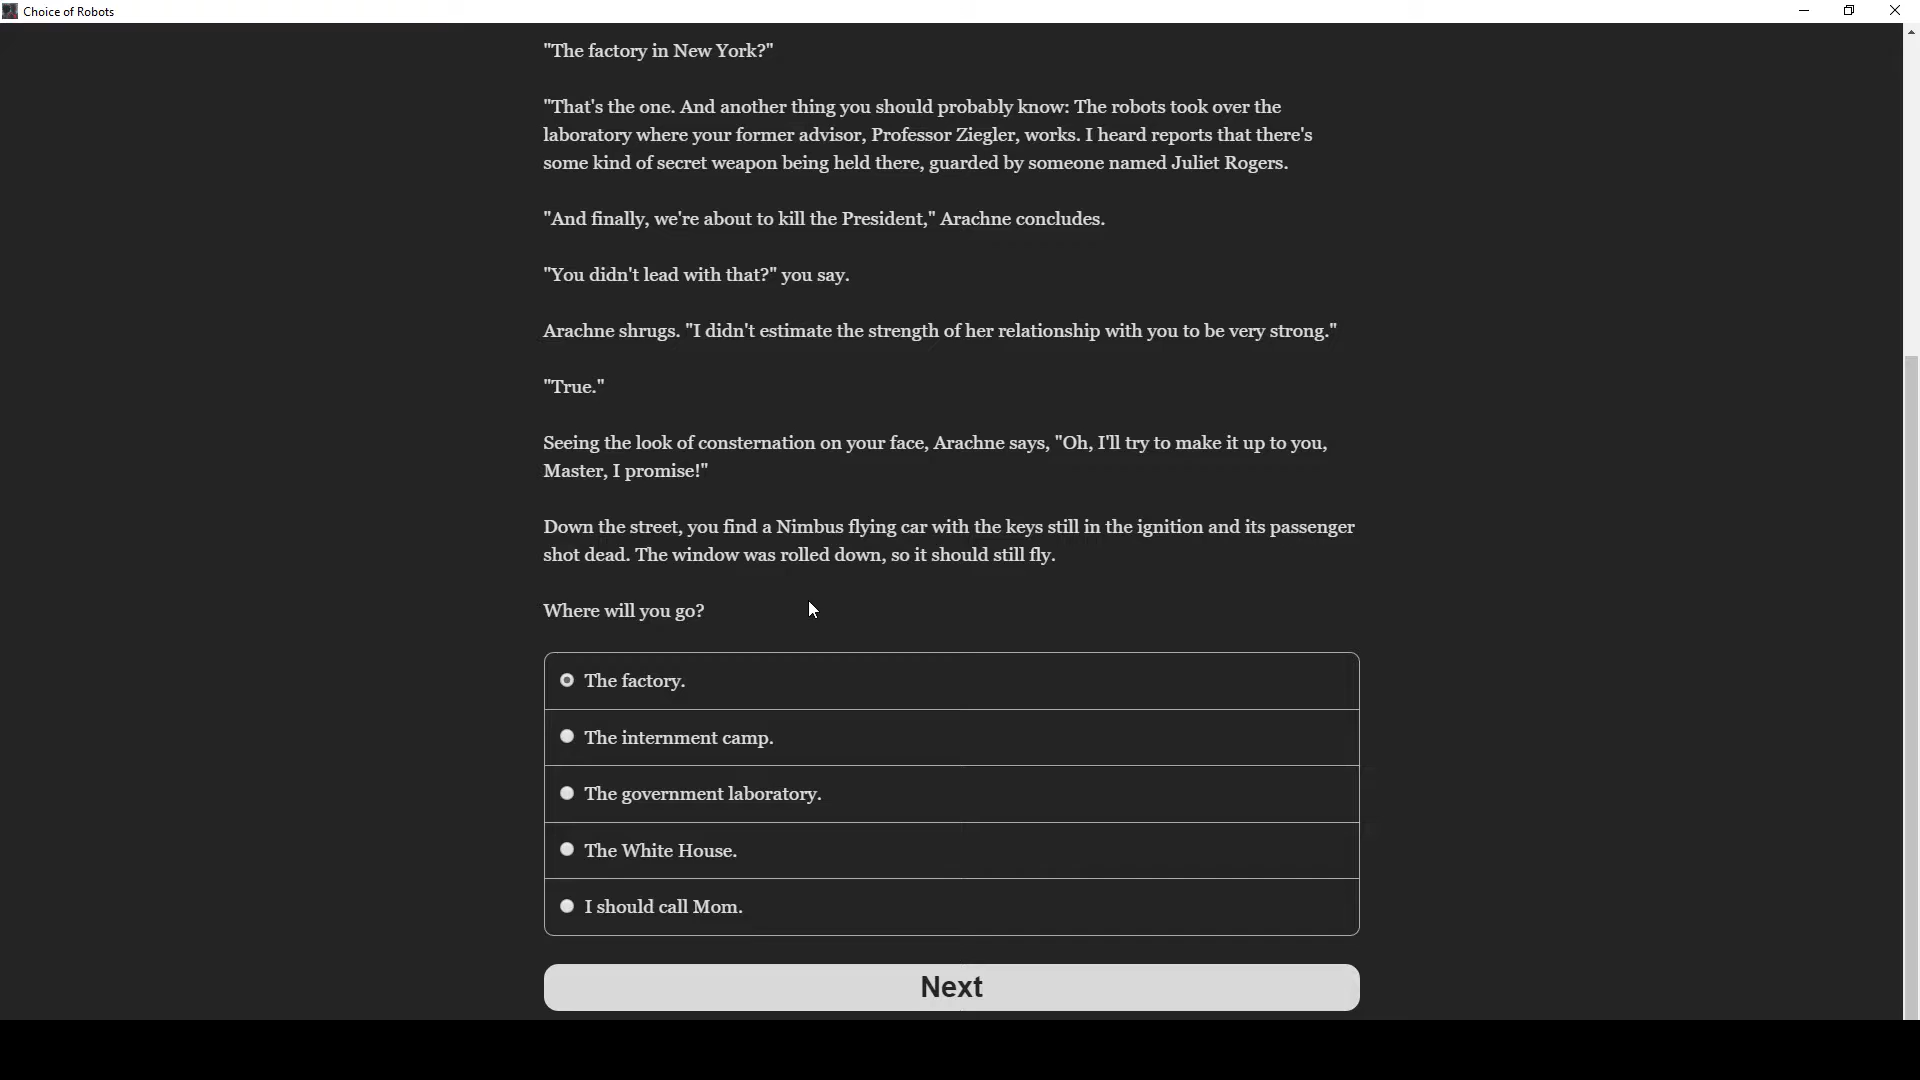 Choice of Robots
"The factory in New York?"
"That's the one. And another thing you should probably know: The robots took over the
laboratory where your former advisor, Professor Ziegler, works. I heard reports that there's
some kind of secret weapon being held there, guarded by someone named Juliet Rogers.
"And finally, we're about to kill the President," Arachne concludes.
"You didn't lead with that?" you say.
Arachne shrugs. "I didn't estimate the strength of her relationship with you to be very strong."
"True."
Seeing the look of consternation on your face, Arachne says, "Oh, I'll try to make it up to you,
Master, I promise!"
Down the street, you find a Nimbus flying car with the keys still in the ignition and its passenger
shot dead. The window was rolled down, so it should still fly.
Where will you go?
The factory.
The internment camp.
The government laboratory.
The White House.
I should call Mom.
Next